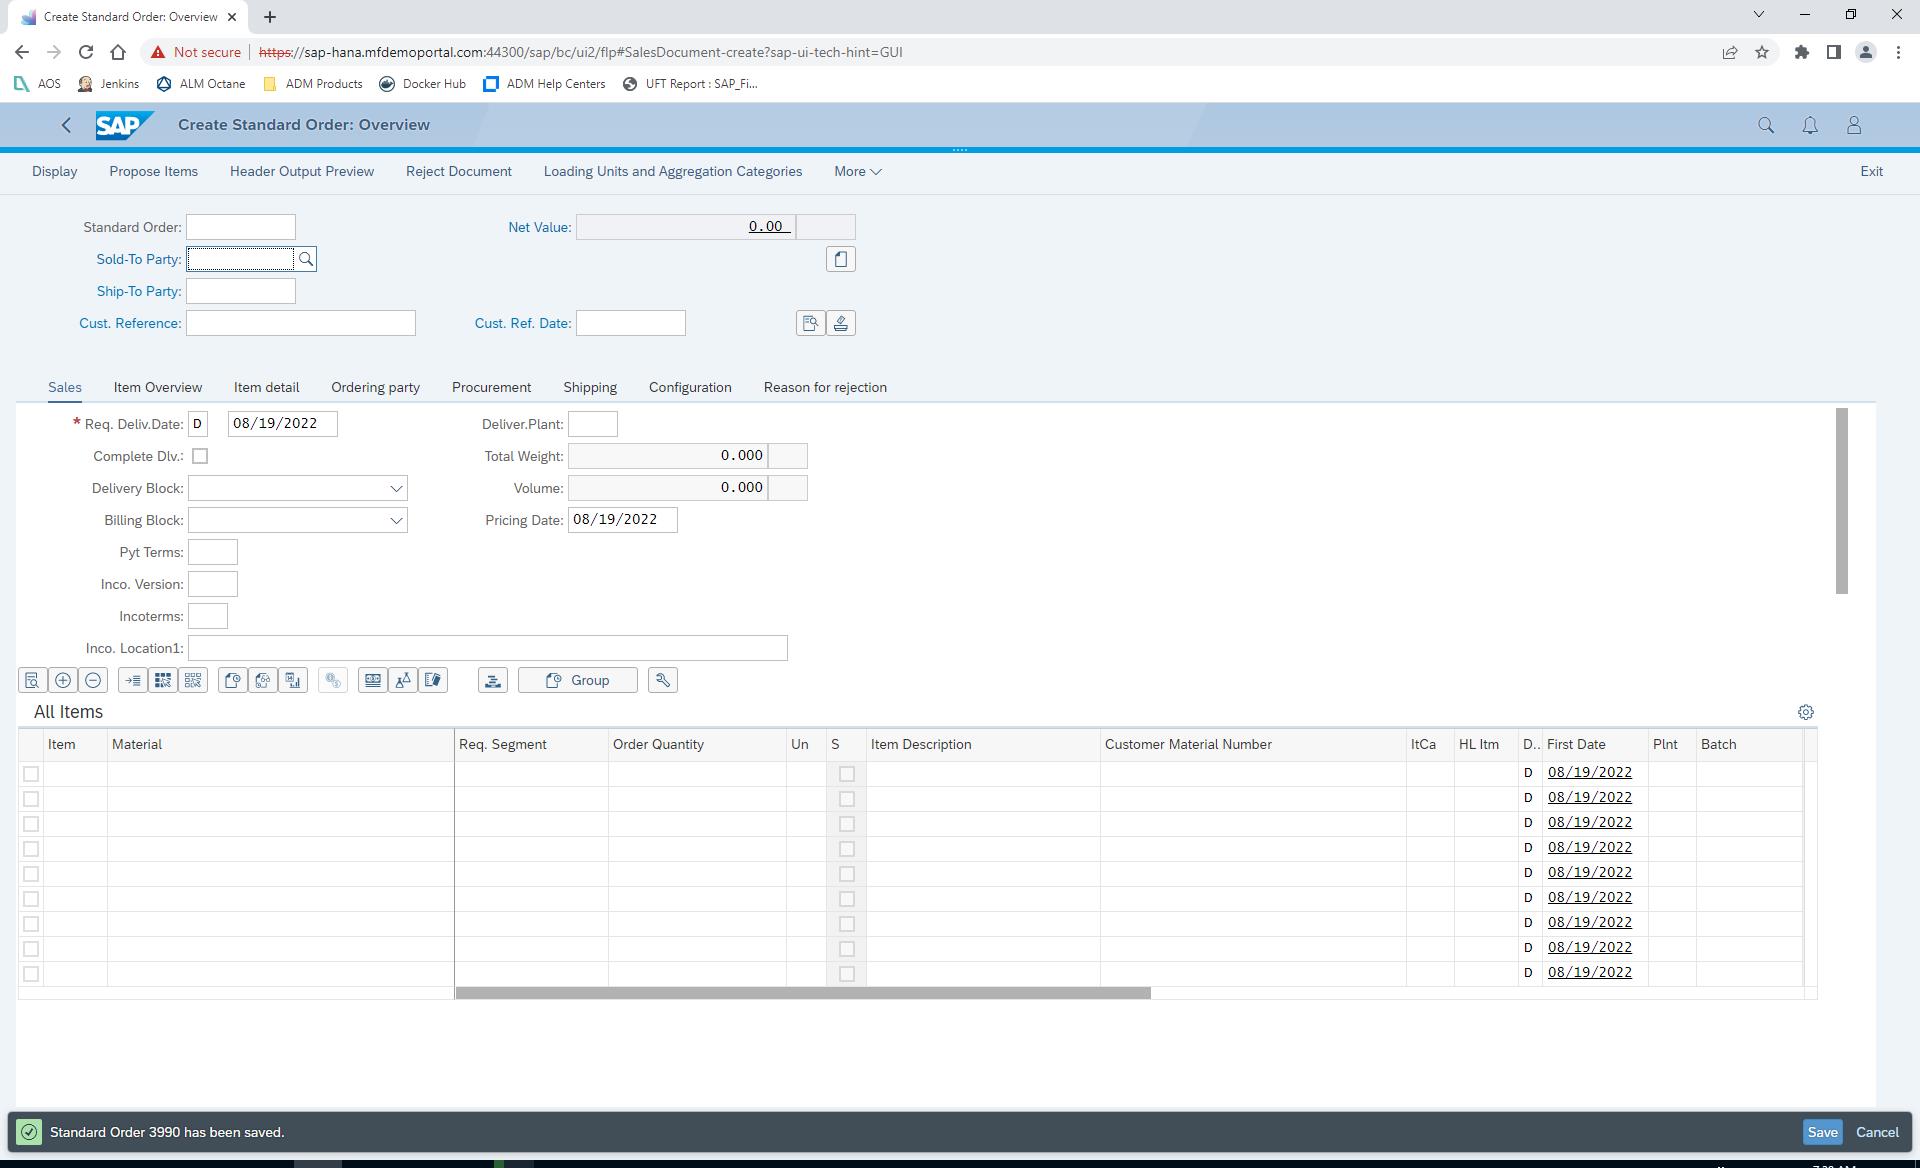 Create Standard Order: Overview
Not secure https://sap-hana.mfdemoportal.com:44300/sap/bc/ui2/flp#SalesDocument-create?sap-ui-tech-hint=GUI
AOS Jenkins ALM Octane ADM Products Docker Hub ADM Help Centers UFT Report : SAP_Fi...
SAP Create Standard Order: Overview
Display Propose Items Header Output Preview Reject Document Loading Units and Aggregation Categories More Exit
Standard Order: Net Value: 0.00
Sold-To Party:
Ship-To Party:
Cust. Reference: Cust. Ref. Date:
Sales Item Overview Item detail Ordering party Procurement Shipping Configuration Reason for rejection
* Req. Deliv.Date: D 08/19/2022 Deliver.Plant:
Complete Dlv.: Total Weight: 0.000
Delivery Block: Volume: 0.000
Billing Block: Pricing Date: 08/19/2022
Pyt Terms:
Inco. Version:
Incoterms:
Inco. Location1:
Group
All Items
Item Material Req. Segment Order Quantity Un S Item Description Customer Material Number ItCa HL Itm D.. First Date Plnt Batch
D 08/19/2022
D 08/19/2022
D 08/19/2022
D 08/19/2022
D 08/19/2022
D 08/19/2022
D 08/19/2022
D 08/19/2022
D 08/19/2022
Standard Order 3990 has been saved. Save Cancel